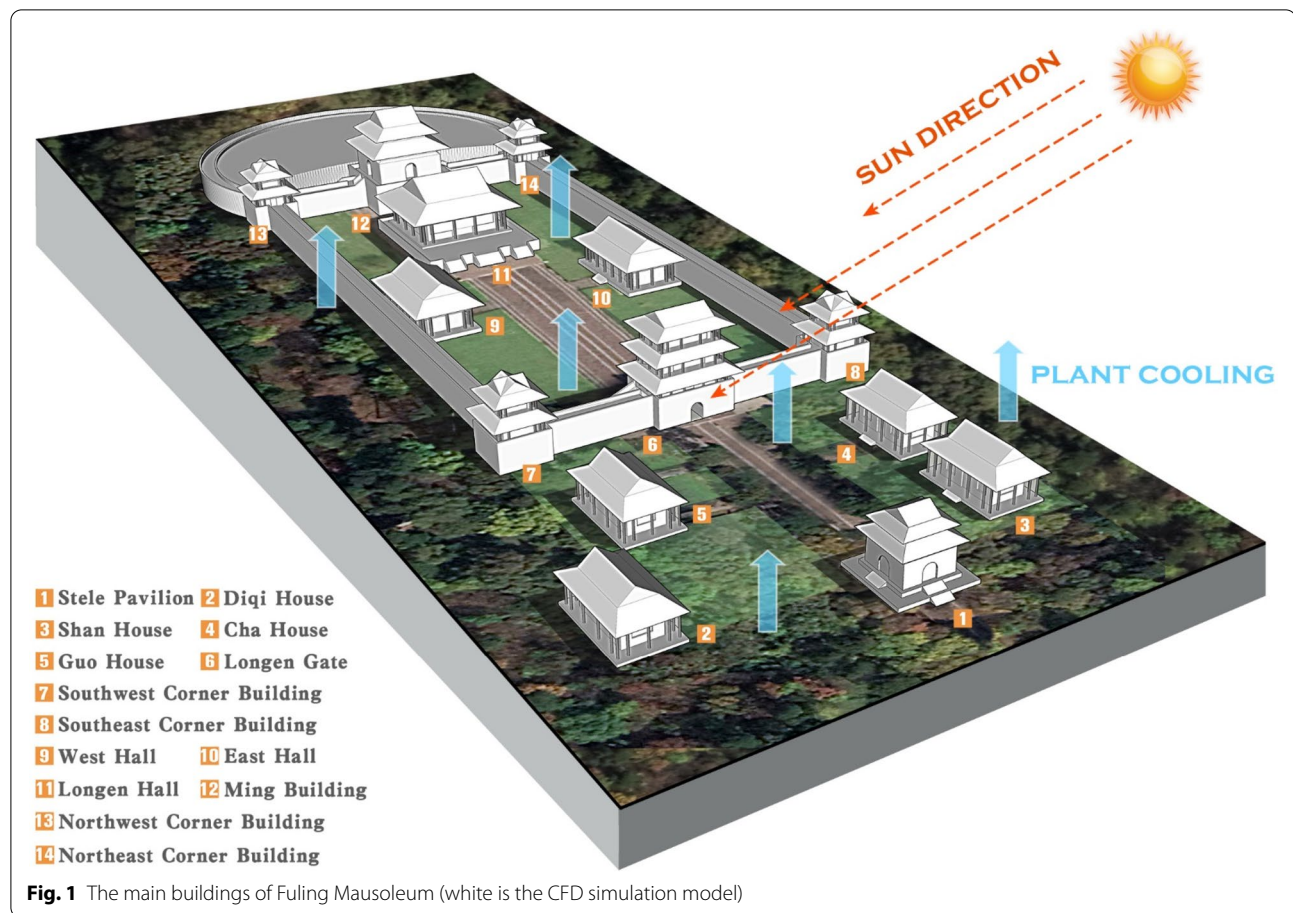 SUN DIRECTION
PLANT COOLING
14
13
12
11
10
9
8
7
6
5
4
3
2
1
1 Stele Pavilion 2 Diqi House
3 Shan House 4 Cha House
5 Guo House 6 Longen Gate
7 Southwest Corner Building
8 Southeast Corner Building
9 West Hall 10 East Hall
11 Longen Hall 12 Ming Building
13 Northwest Corner Building
14 Northeast Corner Building
Fig. 1 The main buildings of Fuling Mausoleum (white is the CFD simulation model)